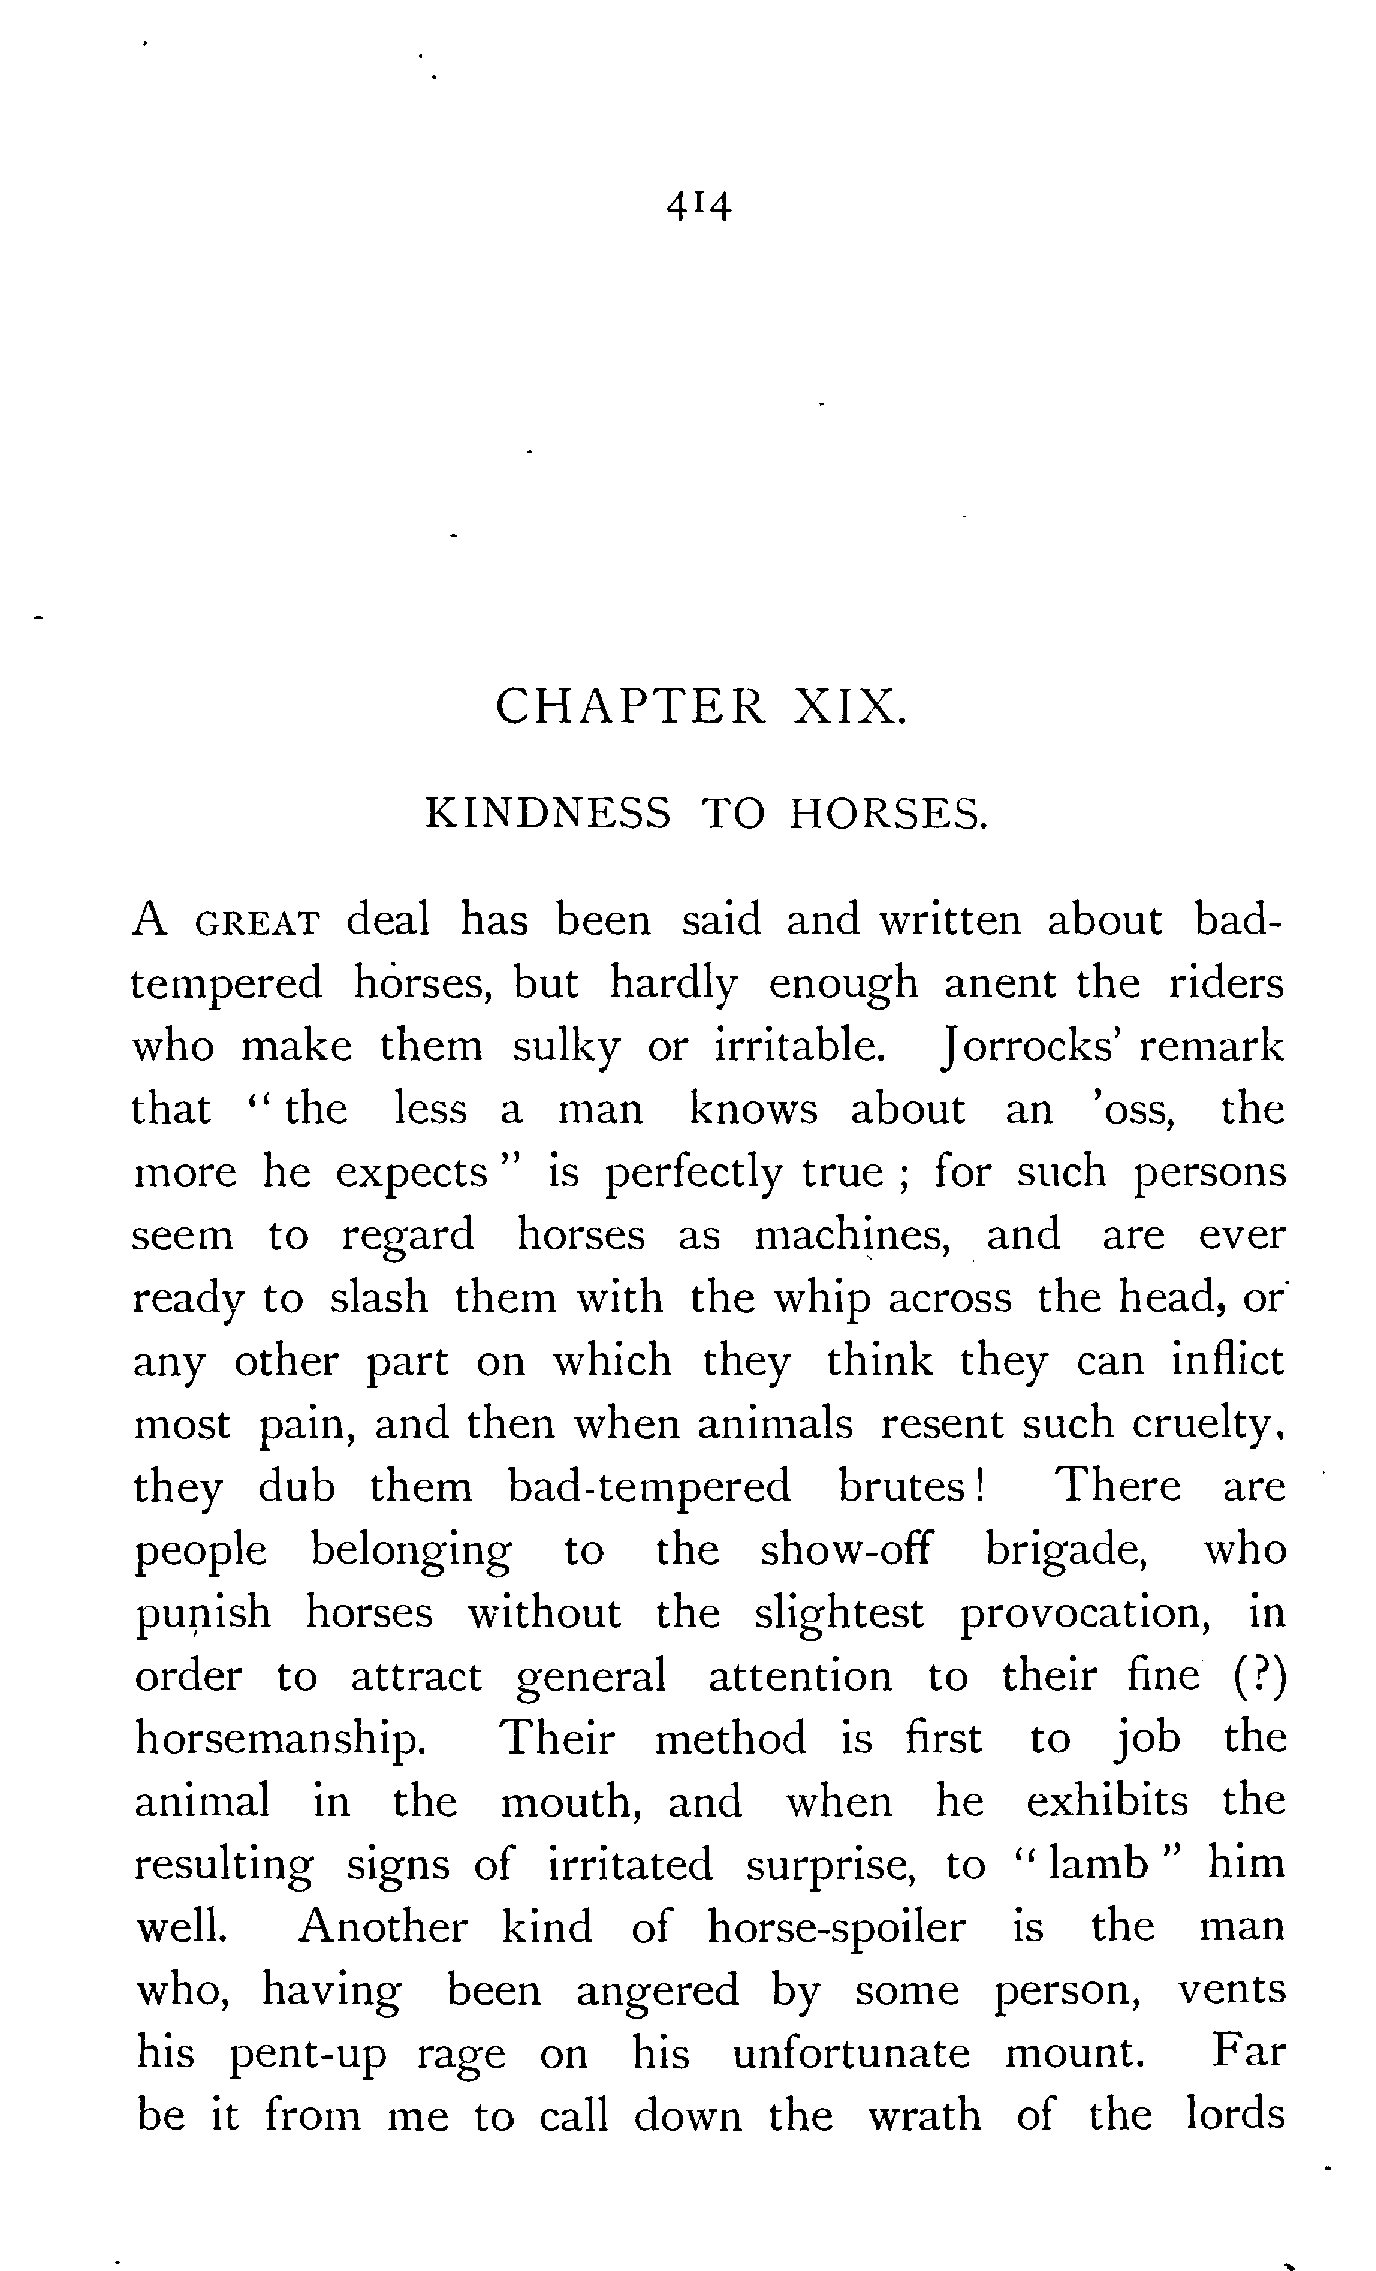 414
CHAPTER XIX.
KINDNESS TO HORSES.
A GREAT deal has been said and written about bad-
tempered horses, but hardly enough anent the riders
who make them sulky or irritable. Jorrocks' remark
that "the less a man knows about an 'oss, the
more he expects" is perfectly true; for such persons
seem to regard horses as machines, and are ever
ready to slash them with the whip across the head, or
any other part on which they think they can inflict
most pain, and then when animals resent such cruelty,
they dub them bad-tempered brutes! There are
people belonging to the show-off brigade, who
punish horses without the slightest provocation, in
order to attract general attention to their fine (?)
horsemanship. Their method is first to job the
animal in the mouth, and when he exhibits the
resulting signs of irritated surprise, to "lamb" him
well. Another kind of horse-spoiler is the man
who, having been angered by some person, vents
his pent-up rage on his unfortunate mount. Far
be it from me to call down the wrath of the lords